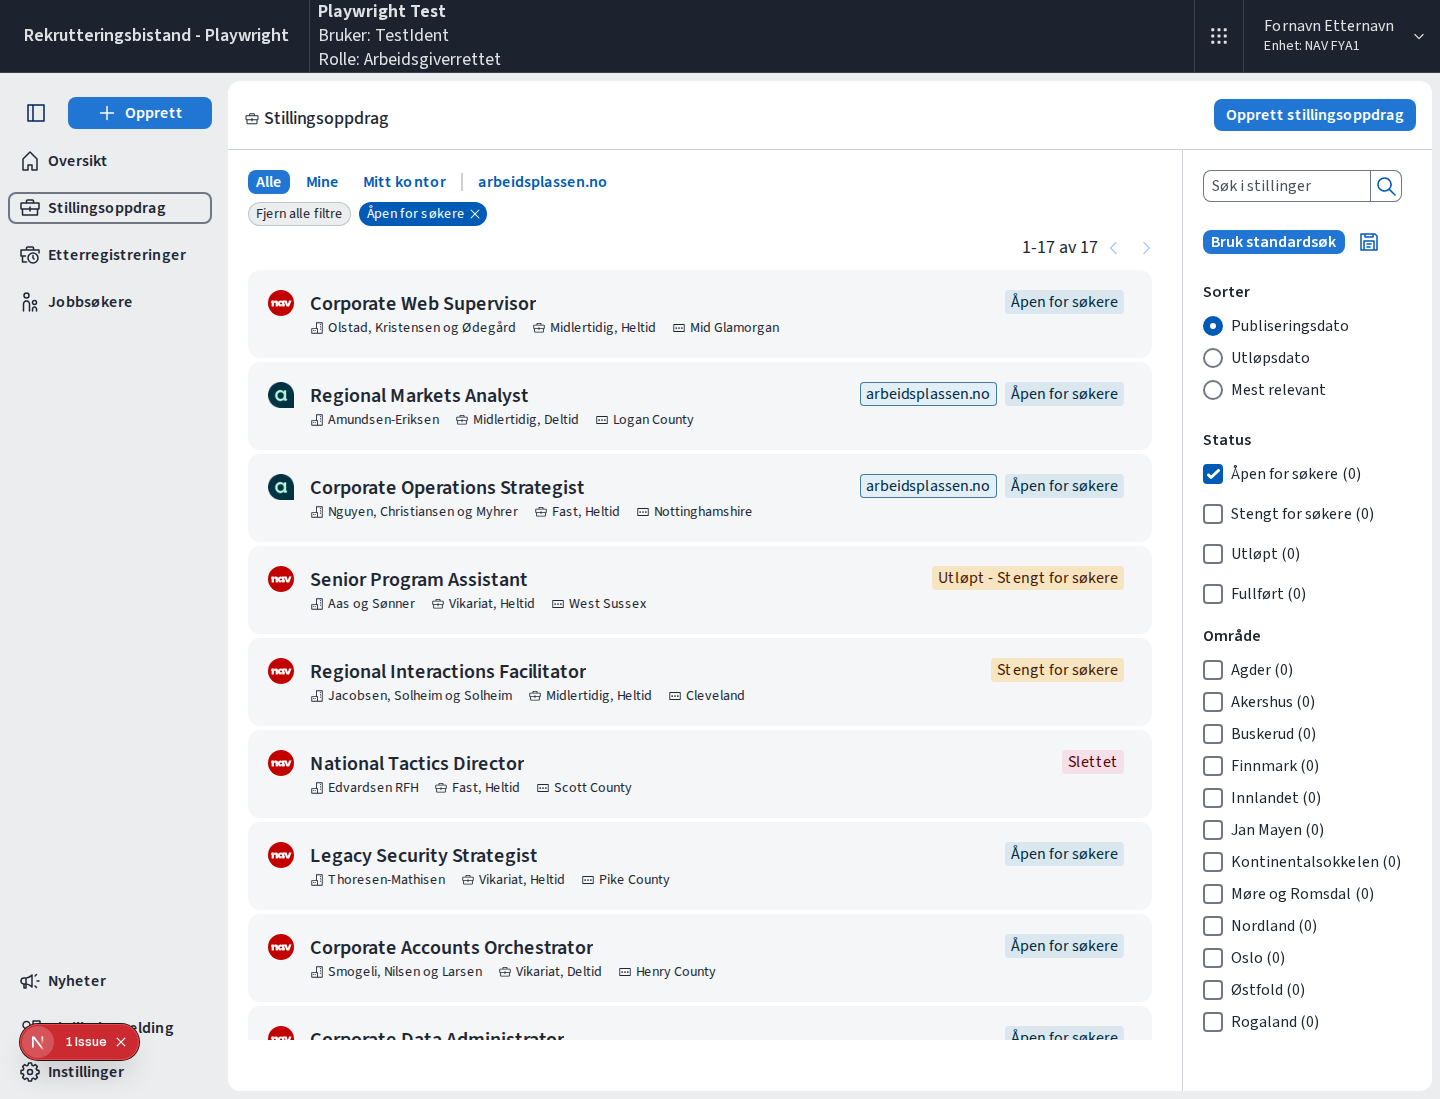 Rekrutteringsbistand - Playwright
Playwright Test
Bruker: TestIdent
Rolle: Arbeidsgiverrettet
Fornavn Etternavn
Enhet: NAV FYA1
Opprett
Oversikt
Stillingsoppdrag
Etterregistreringer
Jobbsøkere
Nyheter
elding
1 Issue
Instillinger
Stillingsoppdrag
Opprett stillingsoppdrag
Alle
Mine
Mitt kontor
arbeidsplassen.no
Fjern alle filtre
Åpen for søkere
1-17 av 17
nav
Corporate Web Supervisor
Åpen for søkere
Olstad, Kristensen og Ødegård
Midlertidig, Heltid
Mid Glamorgan
a
Regional Markets Analyst
arbeidsplassen.no
Åpen for søkere
Amundsen-Eriksen
Midlertidig, Deltid
Logan County
a
Corporate Operations Strategist
arbeidsplassen.no
Åpen for søkere
Nguyen, Christiansen og Myhrer
Fast, Heltid
Nottinghamshire
nav
Senior Program Assistant
Utløpt - Stengt for søkere
Aas og Sønner
Vikariat, Heltid
West Sussex
nav
Regional Interactions Facilitator
Stengt for søkere
Jacobsen, Solheim og Solheim
Midlertidig, Heltid
Cleveland
nav
National Tactics Director
Slettet
Edvardsen RFH
Fast, Heltid
Scott County
nav
Legacy Security Strategist
Åpen for søkere
Thoresen-Mathisen
Vikariat, Heltid
Pike County
nav
Corporate Accounts Orchestrator
Åpen for søkere
Smogeli, Nilsen og Larsen
Vikariat, Deltid
Henry County
nav
Corporate Data Administrator
Åpen for søkere
Søk i stillinger
Bruk standardsøk
Sorter
Publiseringsdato
Utløpsdato
Mest relevant
Status
Åpen for søkere (0)
Stengt for søkere (0)
Utløpt (0)
Fullført (0)
Område
Agder (0)
Akershus (0)
Buskerud (0)
Finnmark (0)
Innlandet (0)
Jan Mayen (0)
Kontinentalsokkelen (0)
Møre og Romsdal (0)
Nordland (0)
Oslo (0)
Østfold (0)
Rogaland (0)